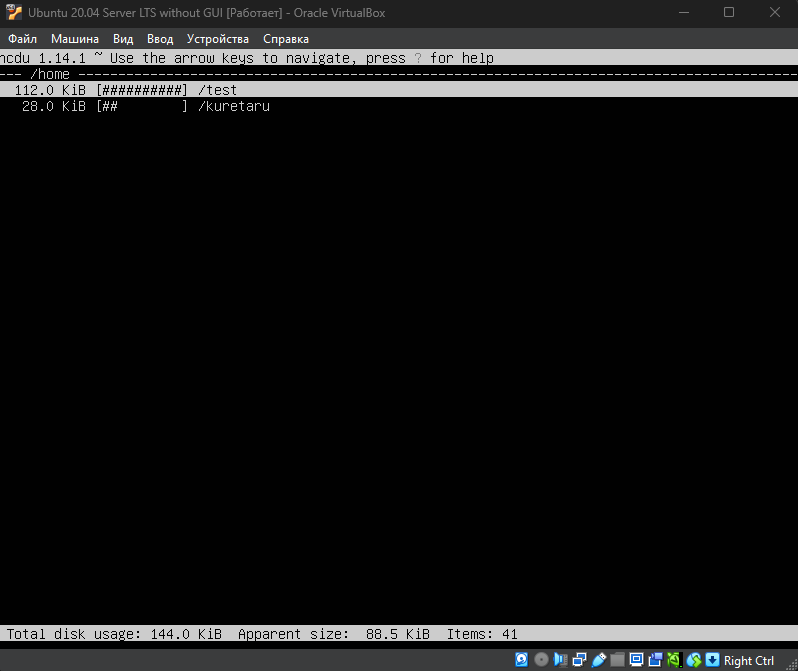 Ubuntu 20.04 Server LTS without GUI [Работает] - Oracle VirtualBox
Файл Машина Вид Ввод Устройства Справка
ncdu 1.14.1 ~ Use the arrow keys to navigate, press ? for help
--- /home ----------------------------------------------------------------------------------------
112.0 KiB [##########] /test
28.0 KiB [##        ] /kuretaru
Total disk usage: 144.0 KiB  Apparent size:  88.5 KiB  Items: 41
Right Ctrl